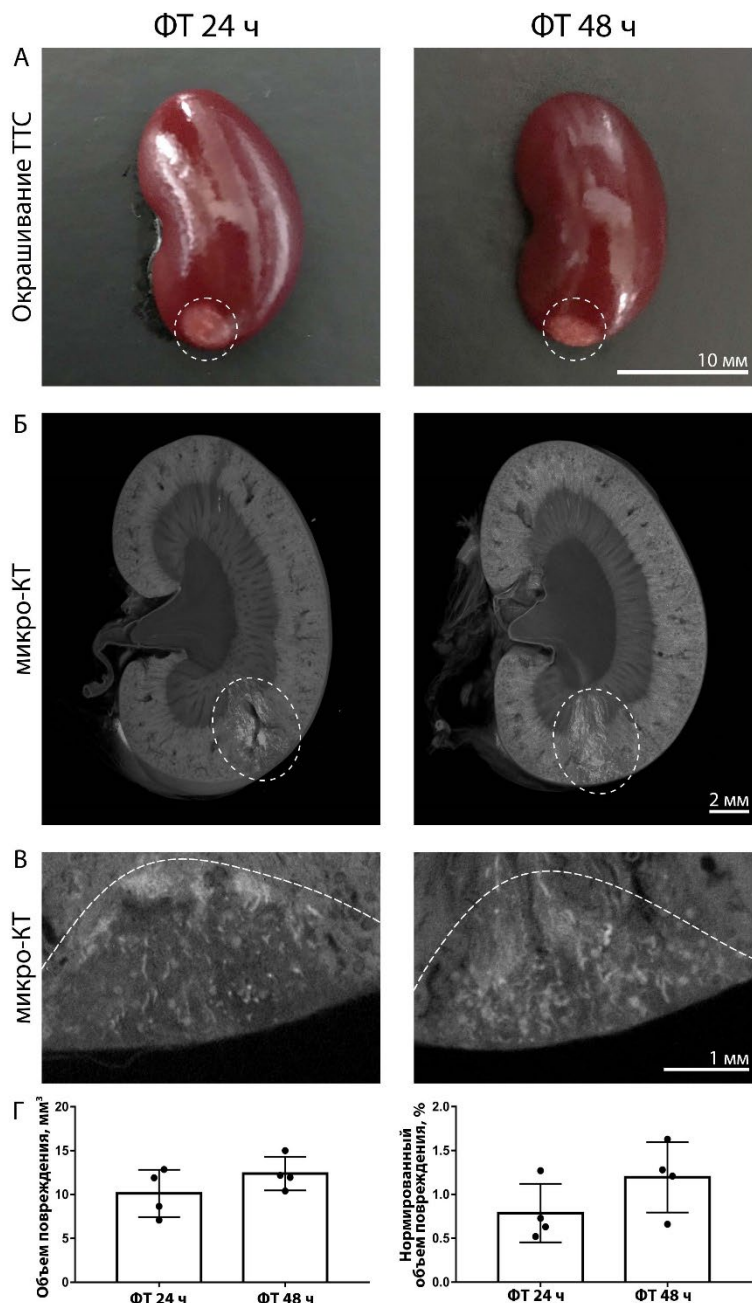 ФТ 24 ч
ФТ 48 ч
А
Окрашивание ТТС
10 мм
Б
микро-КТ
2 мм
В
микро-КТ
1 мм
Г
Объем повреждения, мм³
20
15
10
5
0
ФТ 24 ч
ФТ 48 ч
Нормированный
объем повреждения, %
2.0
1.5
1.0
0.5
0.0
ФТ 24 ч
ФТ 48 ч